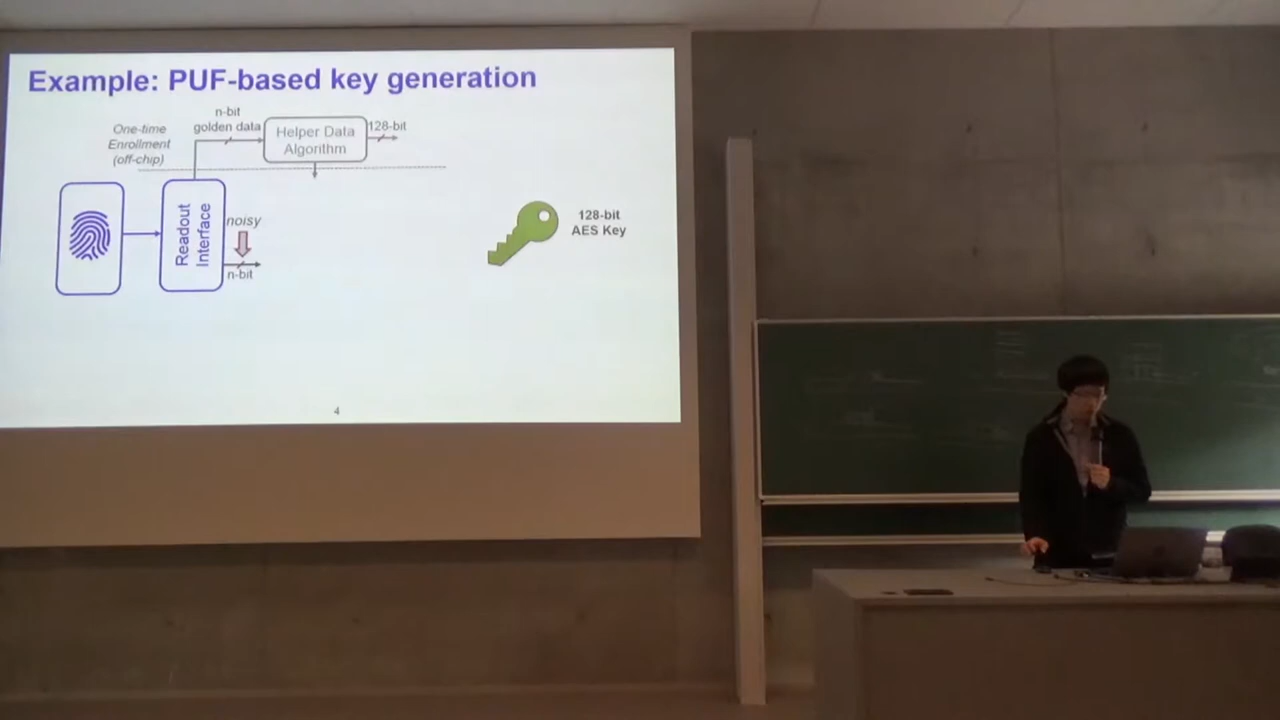 Example: PUF-based key generation
n-bit
golden data
One-time
Enrollment
(off-chip)
Helper Data
Algorithm
128-bit
Readout
Interface
noisy
n-bit
128-bit
AES Key
4